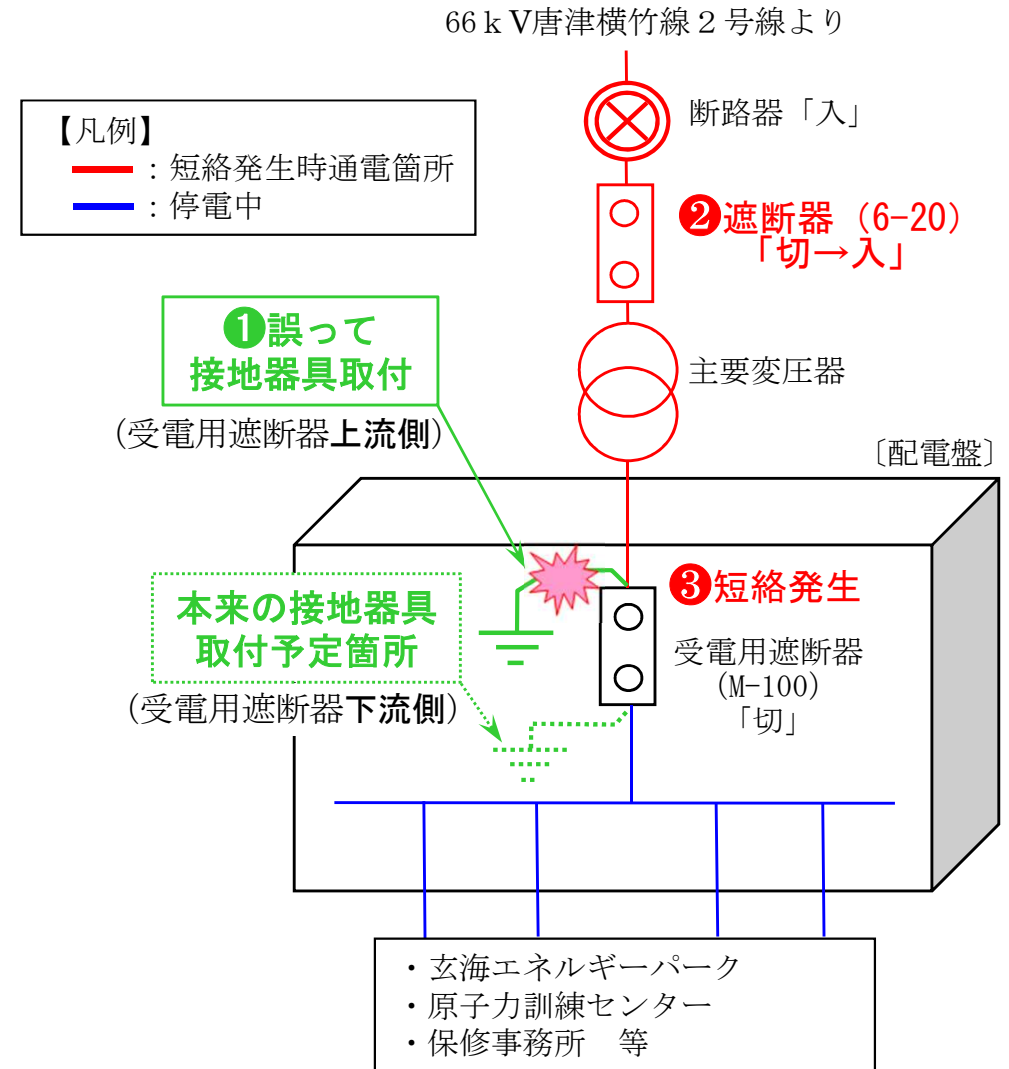 66ｋV唐津横竹線２号線より
断路器「入」
【凡例】
：短絡発生時通電箇所
：停電中
❷遮断器（6-20）
「切→入」
❶誤って
接地器具取付
（受電用遮断器上流側）
主要変圧器
〔配電盤〕
❸短絡発生
本来の接地器具
取付予定箇所
（受電用遮断器下流側）
受電用遮断器
(M-100)
「切」
・玄海エネルギーパーク
・原子力訓練センター
・保修事務所　等